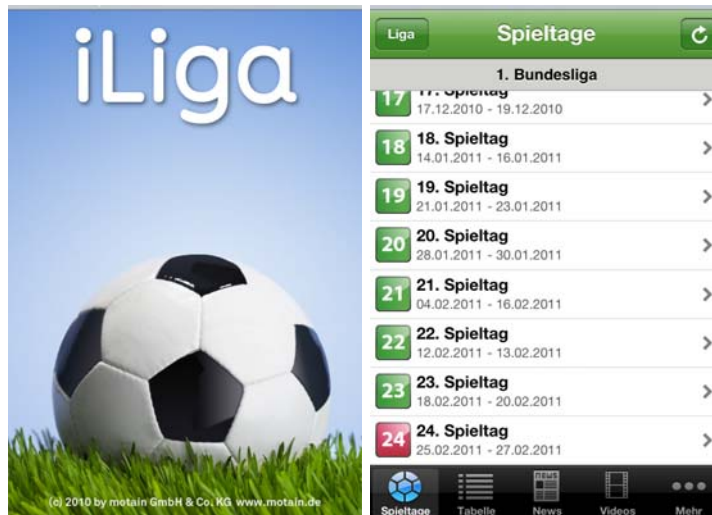 iLiga
(c) 2010 by motain GmbH & Co. KG www.motain.de
Liga
Spieltage
1. Bundesliga
17
17. Spieltag
17.12.2010 - 19.12.2010
18
18. Spieltag
14.01.2011 - 16.01.2011
19
19. Spieltag
21.01.2011 - 23.01.2011
20
20. Spieltag
28.01.2011 - 30.01.2011
21
21. Spieltag
04.02.2011 - 16.02.2011
22
22. Spieltag
12.02.2011 - 13.02.2011
23
23. Spieltag
18.02.2011 - 20.02.2011
24
24. Spieltag
25.02.2011 - 27.02.2011
NEWS
Spieltage
Tabelle
News
Videos
Mehr